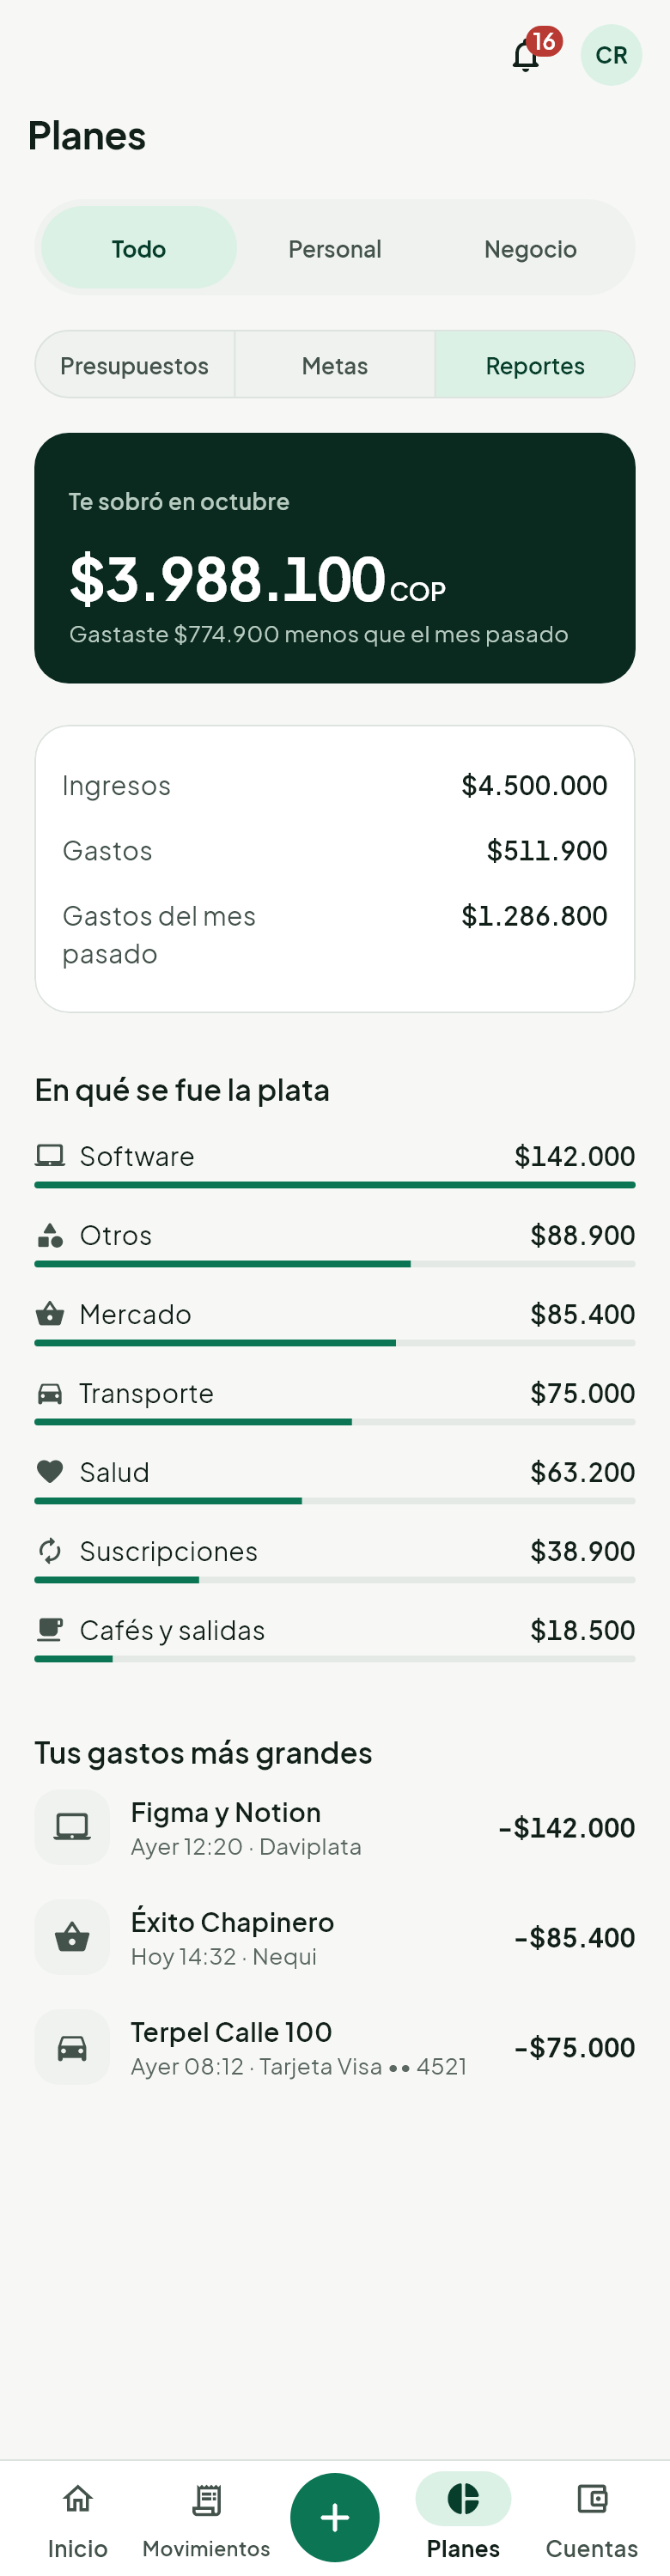 16
CR
Planes
Todo
Personal
Negocio
Presupuestos
Metas
Reportes
Te sobró en octubre
$3.988.100 COP
Gastaste $774.900 menos que el mes pasado
Ingresos $4.500.000
Gastos $511.900
Gastos del mes $1.286.800
pasado
En qué se fue la plata
Software $142.000
Otros $88.900
Mercado $85.400
Transporte $75.000
Salud $63.200
Suscripciones $38.900
Cafés y salidas $18.500
Tus gastos más grandes
Figma y Notion
Ayer 12:20 · Daviplata
-$142.000
Éxito Chapinero
Hoy 14:32 · Nequi
-$85.400
Terpel Calle 100
Ayer 08:12 · Tarjeta Visa •• 4521
-$75.000
Inicio
Movimientos
Planes
Cuentas